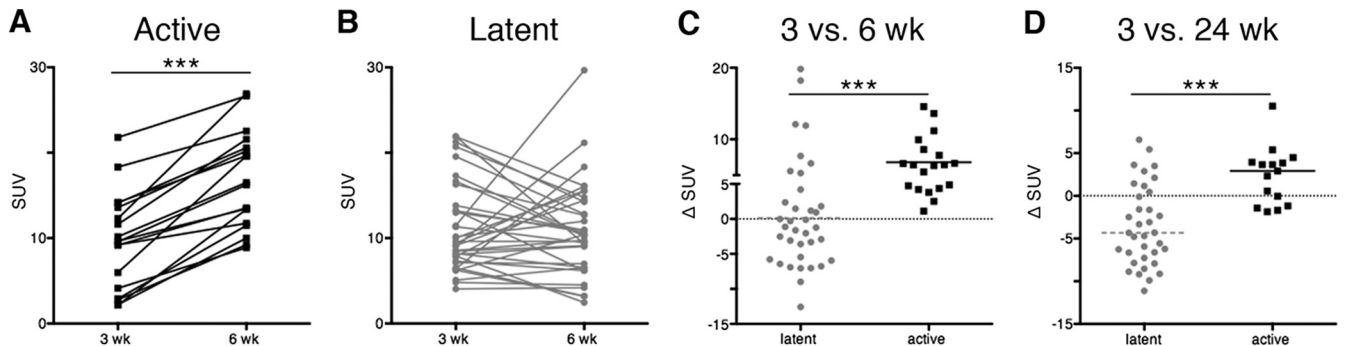 A Active
B Latent
C 3 vs. 6 wk
D 3 vs. 24 wk
SUV
30
10
0
***
3 wk 6 wk
SUV
30
10
0
3 wk 6 wk
Δ SUV
20
10
5
0
-5
-15
***
latent active
Δ SUV
15
5
0
-5
-15
***
latent active